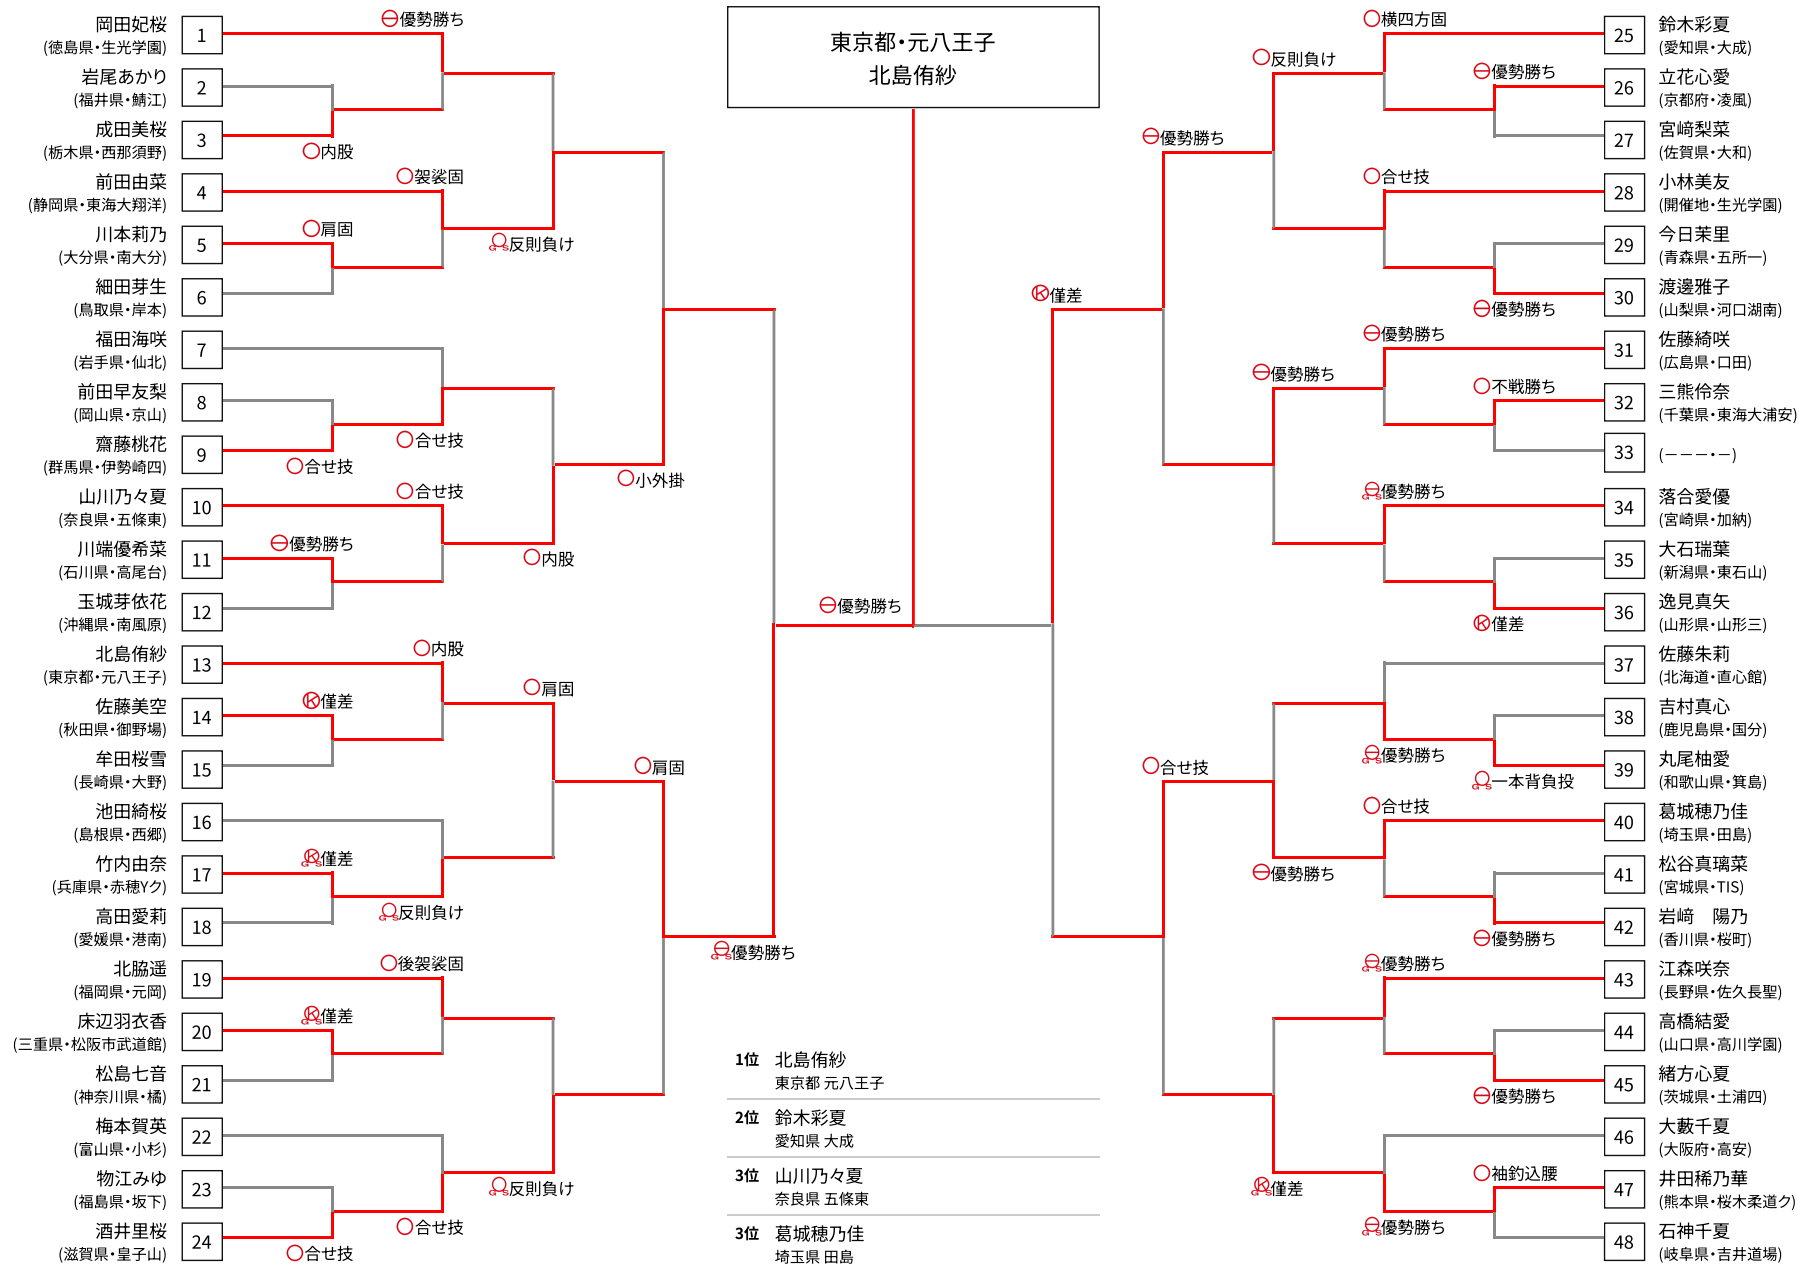 東京都・元八王子
北島侑紗
岡田妃桜
(徳島県・生光学園)
1
岩尾あかり
(福井県・鯖江)
2
成田美桜
(栃木県・西那須野)
3
前田由菜
(静岡県・東海大翔洋)
4
川本莉乃
(大分県・南大分)
5
細田芽生
(鳥取県・岸本)
6
福田海咲
(岩手県・仙北)
7
前田早友梨
(岡山県・京山)
8
齋藤桃花
(群馬県・伊勢崎四)
9
山川乃々夏
(奈良県・五條東)
10
川端優希菜
(石川県・高尾台)
11
玉城芽依花
(沖縄県・南風原)
12
北島侑紗
(東京都・元八王子)
13
佐藤美空
(秋田県・御野場)
14
牟田桜雪
(長崎県・大野)
15
池田綺桜
(島根県・西郷)
16
竹内由奈
(兵庫県・赤穂Yク)
17
高田愛莉
(愛媛県・港南)
18
北脇遥
(福岡県・元岡)
19
床辺羽衣香
(三重県・松阪市武道館)
20
松島七音
(神奈川県・橘)
21
梅本賀英
(富山県・小杉)
22
物江みゆ
(福島県・坂下)
23
酒井里桜
(滋賀県・皇子山)
24
優勢勝ち
内股
袈裟固
肩固
GS反則負け
合せ技
合せ技
合せ技
優勢勝ち
内股
小外掛
内股
K僅差
肩固
GSK僅差
GS反則負け
肩固
後袈裟固
GSK僅差
合せ技
合せ技
GS反則負け
GS優勢勝ち
優勢勝ち
1位 北島侑紗
東京都 元八王子
2位 鈴木彩夏
愛知県 大成
3位 山川乃々夏
奈良県 五條東
3位 葛城穂乃佳
埼玉県 田島
横四方固
反則負け
優勢勝ち
優勢勝ち
合せ技
優勢勝ち
K僅差
優勢勝ち
優勢勝ち
不戦勝ち
GS優勢勝ち
K僅差
GS優勢勝ち
GS一本背負投
合せ技
合せ技
優勢勝ち
優勢勝ち
GS優勢勝ち
優勢勝ち
袖釣込腰
GSK僅差
GS優勢勝ち
25
鈴木彩夏
(愛知県・大成)
26
立花心愛
(京都府・凌風)
27
宮﨑梨菜
(佐賀県・大和)
28
小林美友
(開催地・生光学園)
29
今日茉里
(青森県・五所一)
30
渡邊雅子
(山梨県・河口湖南)
31
佐藤綺咲
(広島県・口田)
32
三熊伶奈
(千葉県・東海大浦安)
33
(ーーー・ー)
34
落合愛優
(宮崎県・加納)
35
大石瑞葉
(新潟県・東石山)
36
逸見真矢
(山形県・山形三)
37
佐藤朱莉
(北海道・直心館)
38
吉村真心
(鹿児島県・国分)
39
丸尾柚愛
(和歌山県・箕島)
40
葛城穂乃佳
(埼玉県・田島)
41
松谷真璃菜
(宮城県・TIS)
42
岩﨑　陽乃
(香川県・桜町)
43
江森咲奈
(長野県・佐久長聖)
44
高橋結愛
(山口県・高川学園)
45
緒方心夏
(茨城県・土浦四)
46
大藪千夏
(大阪府・高安)
47
井田稀乃華
(熊本県・桜木柔道ク)
48
石神千夏
(岐阜県・吉井道場)